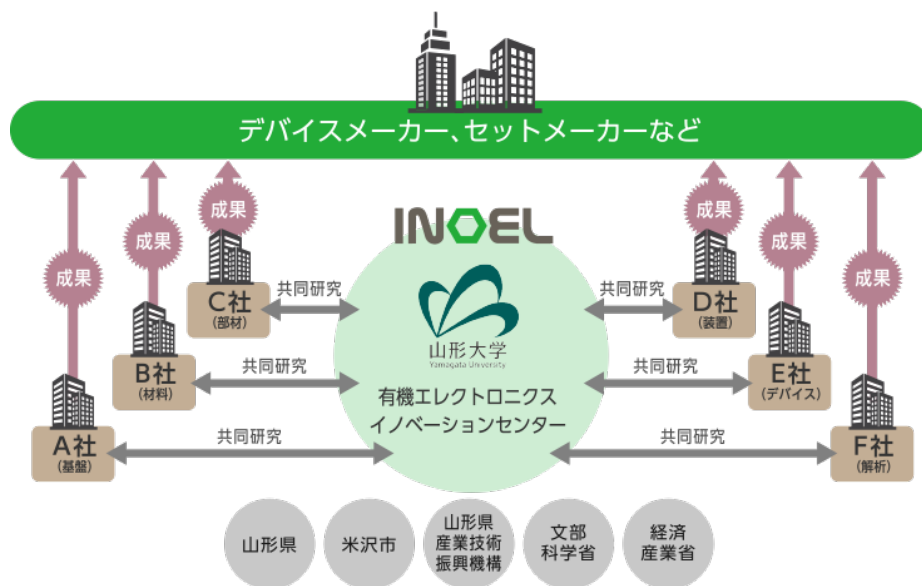 デバイスメーカー、セットメーカーなど
成果
成果
成果
成果
成果
成果
INOEL
C社
(部材)
共同研究
共同研究
D社
(装置)
山形大学
Yamagata University
B社
(材料)
共同研究
共同研究
E社
(デバイス)
有機エレクトロニクス
イノベーションセンター
A社
(基盤)
共同研究
共同研究
F社
(解析)
山形県
米沢市
山形県
産業技術
振興機構
文部
科学省
経済
産業省